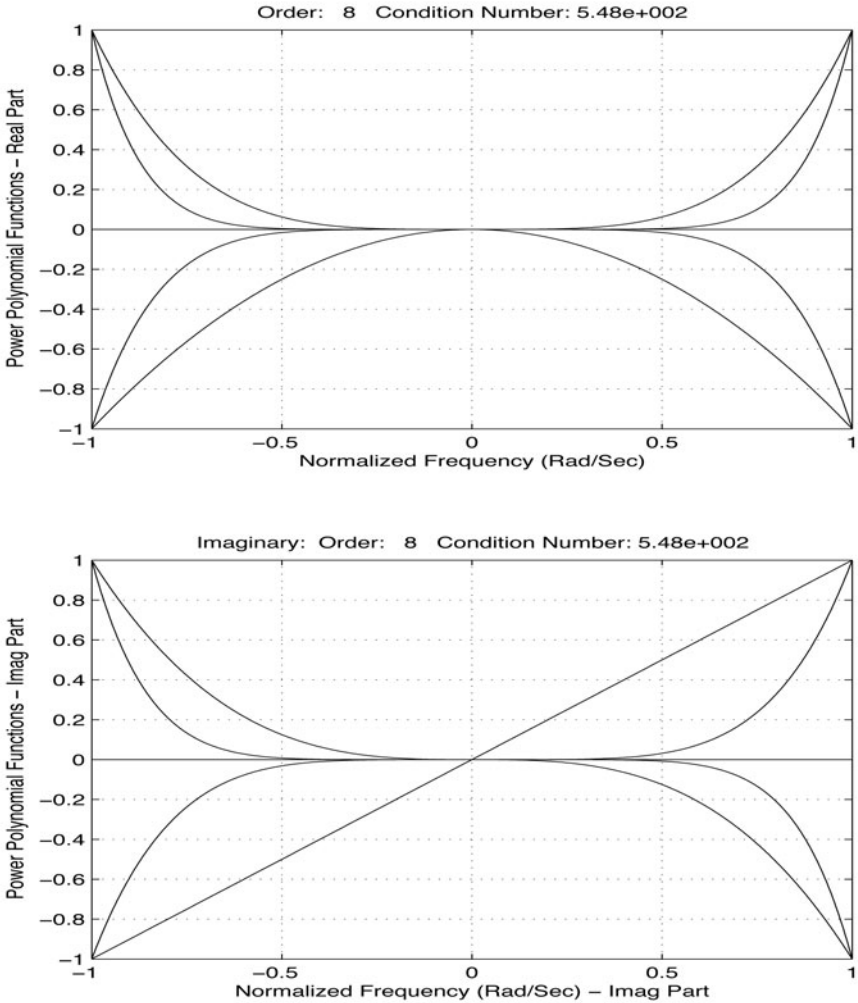 Order: 8 Condition Number: 5.48e+002
Power Polynomial Functions − Real Part
1
0.8
0.6
0.4
0.2
0
−0.2
−0.4
−0.6
−0.8
−1
−1 −0.5 0 0.5 1
Normalized Frequency (Rad/Sec)
Imaginary: Order: 8 Condition Number: 5.48e+002
Power Polynomial Functions − Imag Part
1
0.8
0.6
0.4
0.2
0
−0.2
−0.4
−0.6
−0.8
−1
−1 −0.5 0 0.5 1
Normalized Frequency (Rad/Sec) − Imag Part